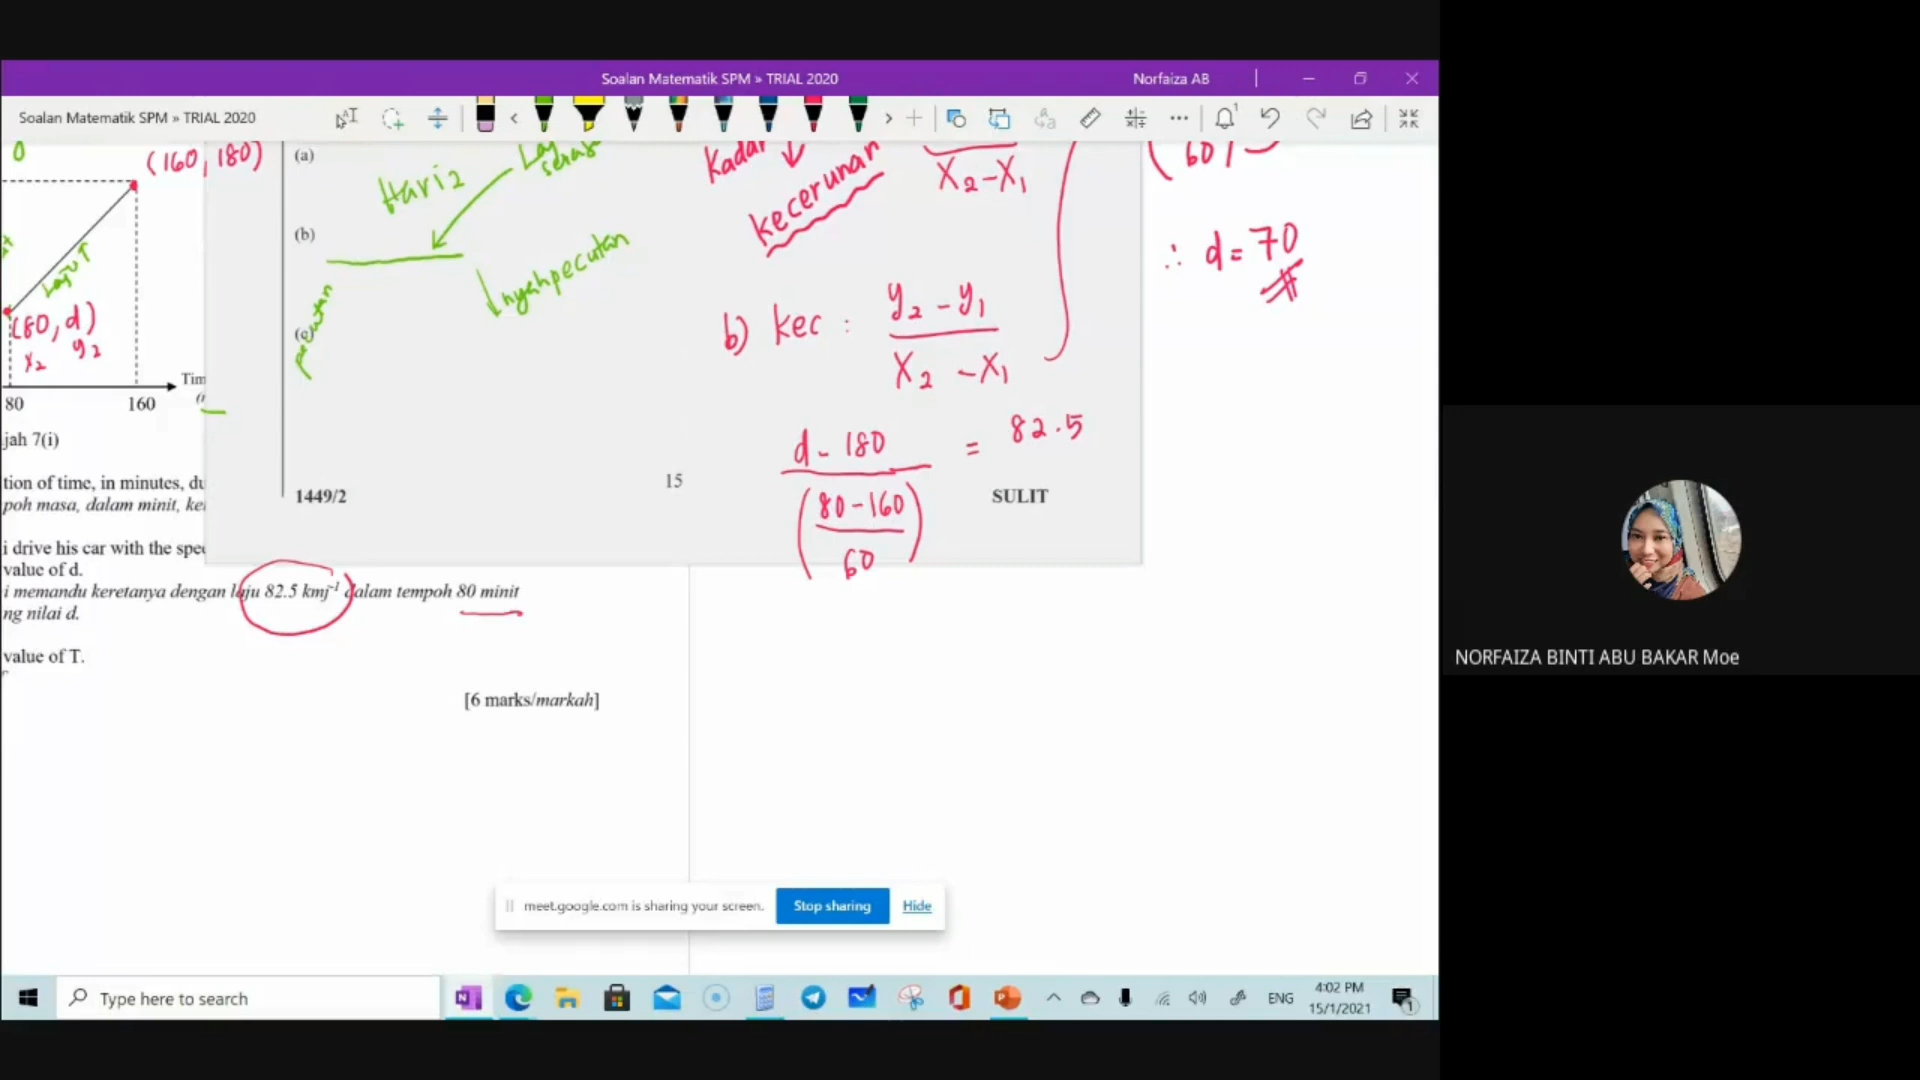 Soalan Matematik SPM » TRIAL 2020
Norfaiza AB
Soalan Matematik SPM » TRIAL 2020
0
(160, 180)
Laju ↑
(80, d)
x₂ y₂
80
160
Tim
jah 7(i)
tion of time, in minutes, du
poh masa, dalam minit, ke
i drive his car with the spe
value of d.
i memandu keretanya dengan laju 82.5 kmj⁻¹ dalam tempoh 80 minit
ng nilai d.
value of T.
[6 marks/markah]
(a)
Hari2
(b)
↓nyahpecutan
(c)
1449/2
15
SULIT
Kadar
↓
kecerunan
X₂-X₁
b) Kec : y₂ - y₁
X₂ - X₁
d - 180 = 82.5
(80-160
60)
60)
∴ d = 70
meet.google.com is sharing your screen.
Stop sharing
Hide
NORFAIZA BINTI ABU BAKAR Moe
Type here to search
ENG
4:02 PM
15/1/2021
1